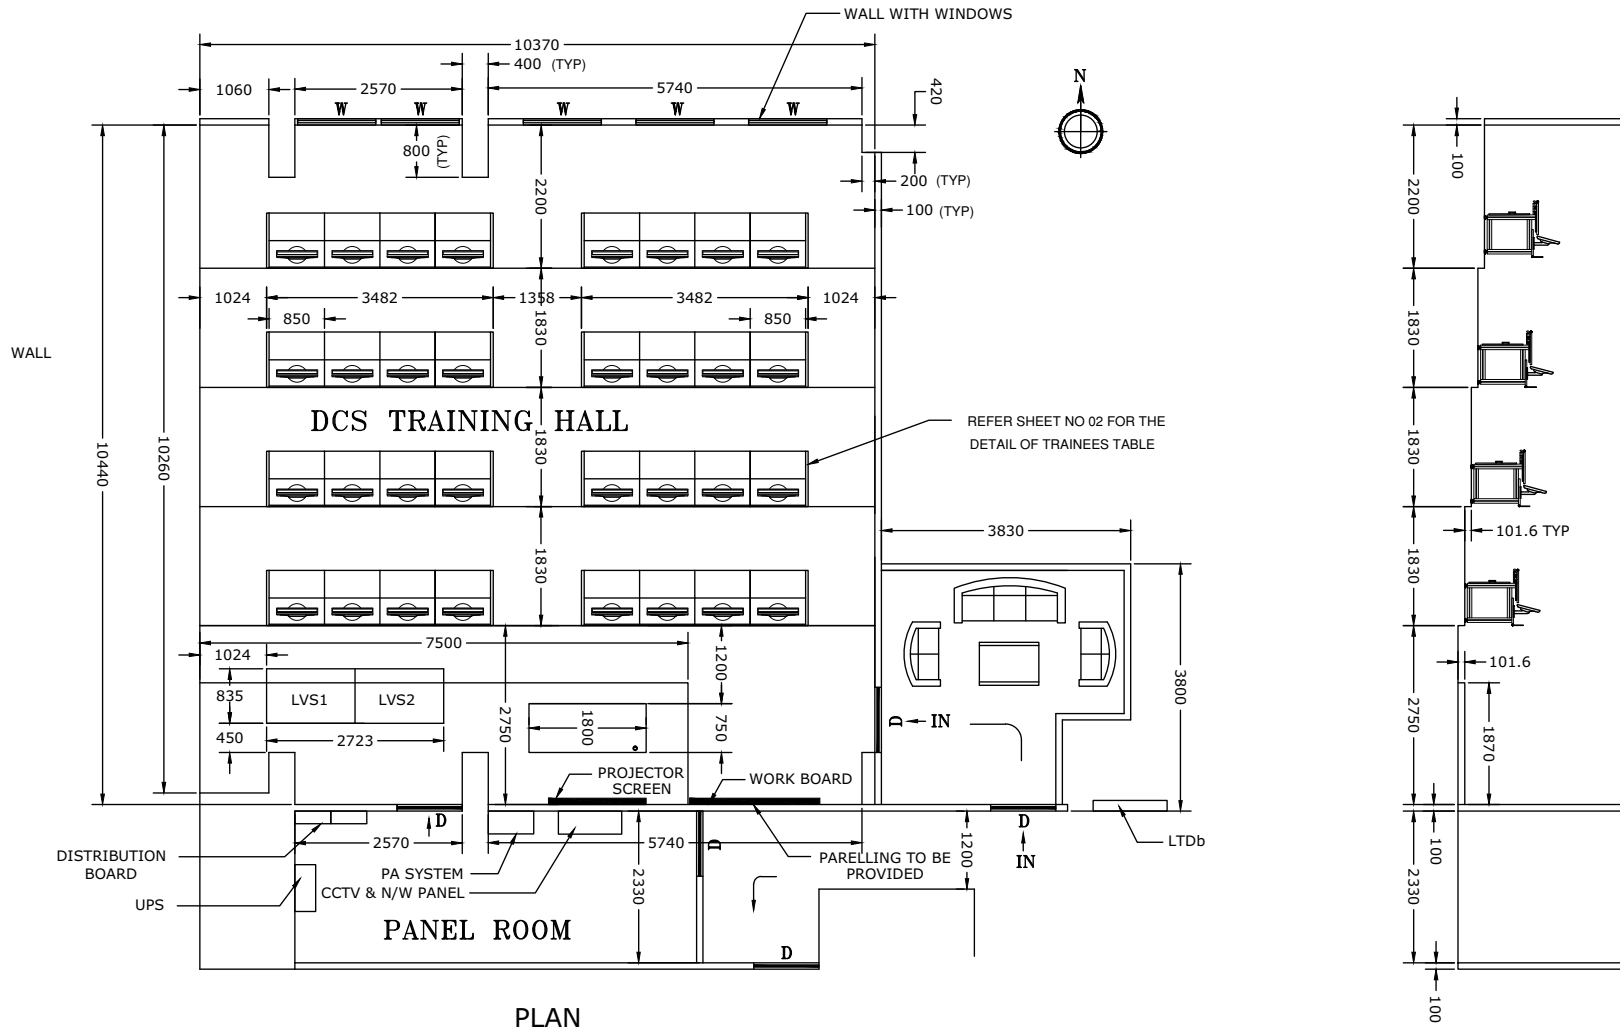 WALL WITH WINDOWS
10370
400 (TYP)
1060
2570
5740
420
N
W
W
W
W
W
800
(TYP)
2200
200 (TYP)
100 (TYP)
100
2200
1024
3482
1358
3482
1024
850
850
1830
1830
WALL
DCS TRAINING HALL
REFER SHEET NO 02 FOR THE
DETAIL OF TRAINEES TABLE
10440
10260
1830
1830
3830
101.6 TYP
1830
1830
7500
1024
1200
101.6
835
LVS1
LVS2
2750
1800
750
D
IN
3800
2750
1870
450
2723
PROJECTOR
SCREEN
WORK BOARD
D
2570
5740
D
D
IN
1200
LTDb
100
DISTRIBUTION
BOARD
PA SYSTEM
CCTV & N/W PANEL
PARELLING TO BE
PROVIDED
UPS
2330
2330
PANEL ROOM
D
100
PLAN